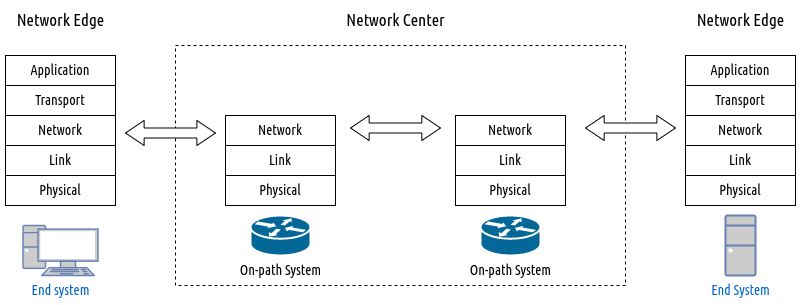 Network Edge
Network Center
Network Edge
Application
Transport
Network
Link
Physical
End system
Network
Link
Physical
On-path System
Network
Link
Physical
On-path System
Application
Transport
Network
Link
Physical
End System